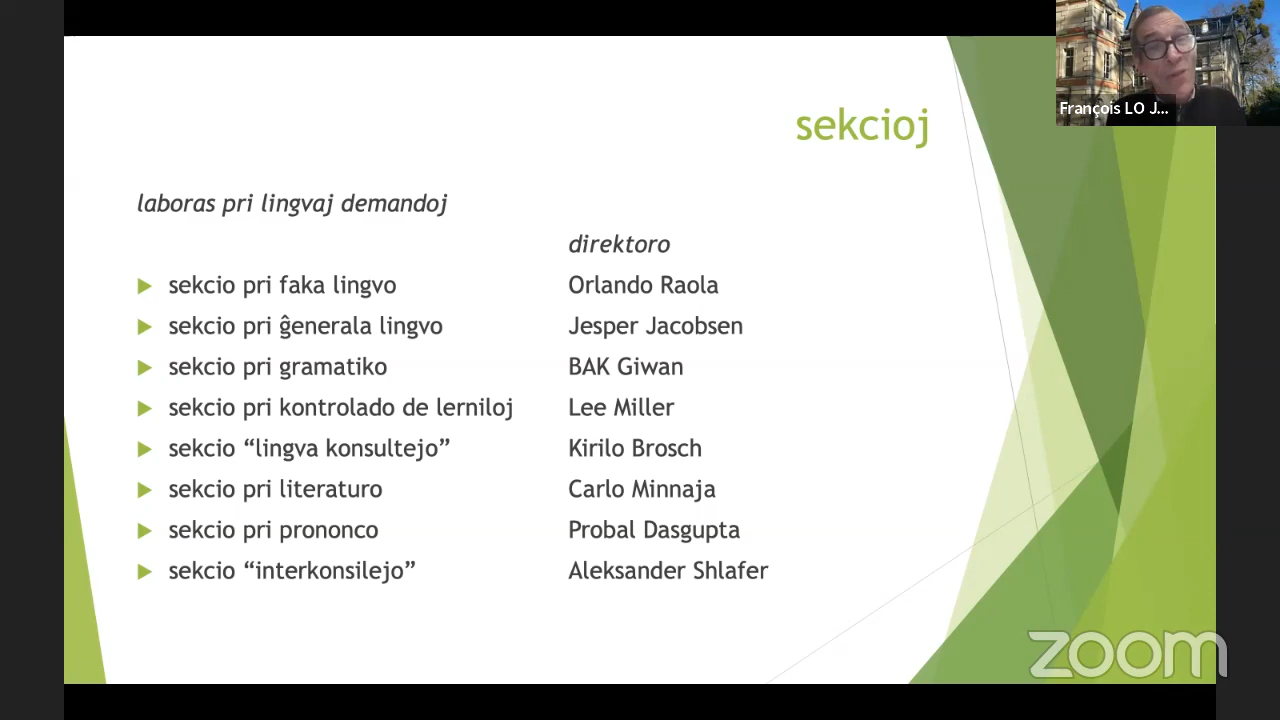 François LO J...
sekcioj
laboras pri lingvaj demandoj
direktoro
sekcio pri faka lingvo Orlando Raola
sekcio pri ĝenerala lingvo Jesper Jacobsen
sekcio pri gramatiko BAK Giwan
sekcio pri kontrolado de lerniloj Lee Miller
sekcio “lingva konsultejo” Kirilo Brosch
sekcio pri literaturo Carlo Minnaja
sekcio pri prononco Probal Dasgupta
sekcio “interkonsilejo” Aleksander Shlafer
zoom